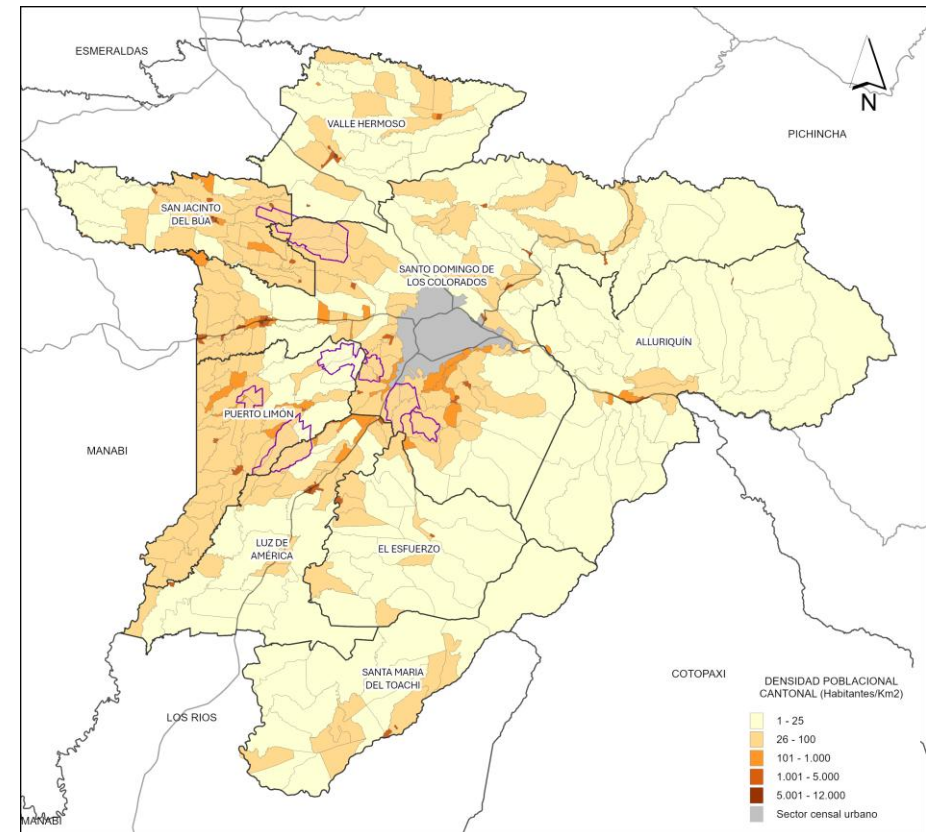 ESMERALDAS
N
VALLE HERMOSO
PICHINCHA
SAN JACINTO
DEL BUA
SANTO DOMINGO DE
LOS COLORADOS
ALLURIQUÍN
PUERTO LIMÓN
MANABI
LUZ DE
AMÉRICA
EL ESFUERZO
SANTA MARIA
DEL TOACHI
COTOPAXI
LOS RIOS
MANABI
DENSIDAD POBLACIONAL
CANTONAL (Habitantes/Km2)
1 - 25
26 - 100
101 - 1.000
1.001 - 5.000
5.001 - 12.000
Sector censal urbano